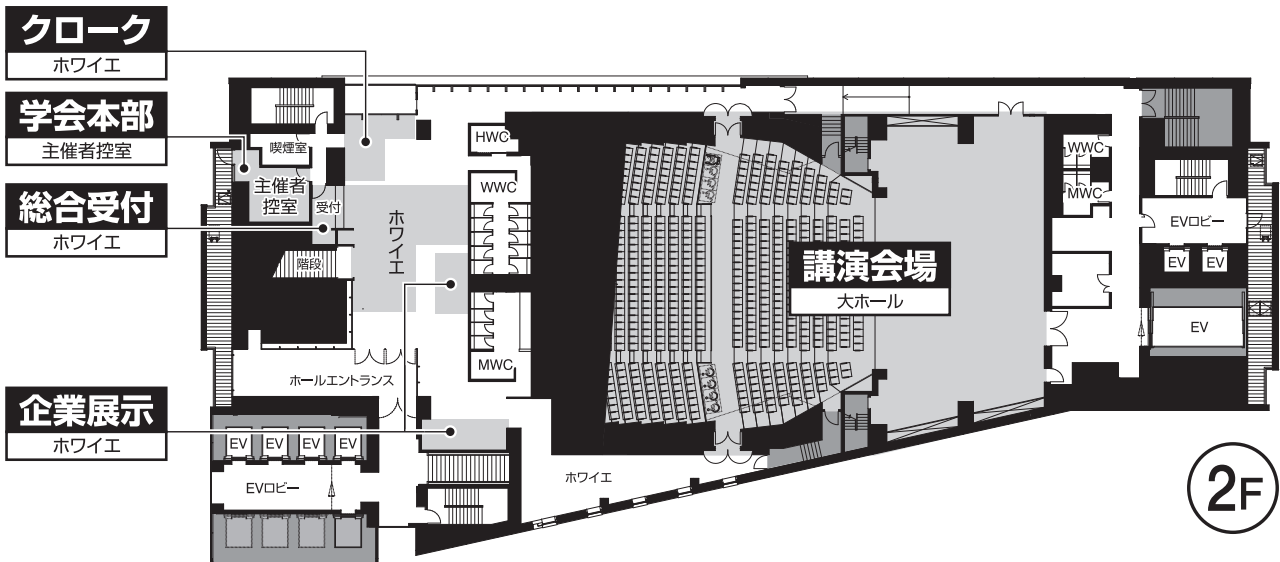 クローク
ホワイエ
学会本部
主催者控室
総合受付
ホワイエ
企業展示
ホワイエ
喫煙室
主催者
控室
受付
階段
ホワイエ
ホールエントランス
EV
EV
EV
EV
EVロビー
HWC
WWC
MWC
ホワイエ
講演会場
大ホール
WWC
MWC
EVロビー
EV
EV
EV
2F